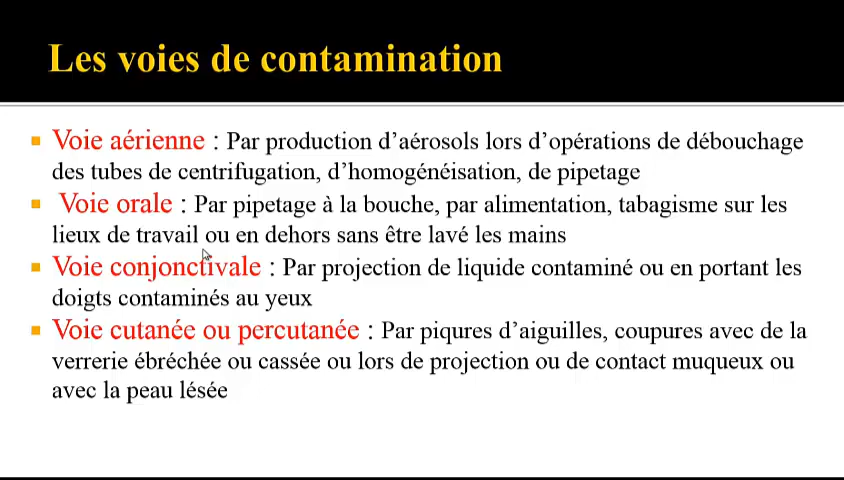 Les voies de contamination
Voie aérienne : Par production d’aérosols lors d’opérations de débouchage
des tubes de centrifugation, d’homogénéisation, de pipetage
Voie orale : Par pipetage à la bouche, par alimentation, tabagisme sur les
lieux de travail ou en dehors sans être lavé les mains
Voie conjonctivale : Par projection de liquide contaminé ou en portant les
doigts contaminés au yeux
Voie cutanée ou percutanée : Par piqures d’aiguilles, coupures avec de la
verrerie ébréchée ou cassée ou lors de projection ou de contact muqueux ou
avec la peau lésée